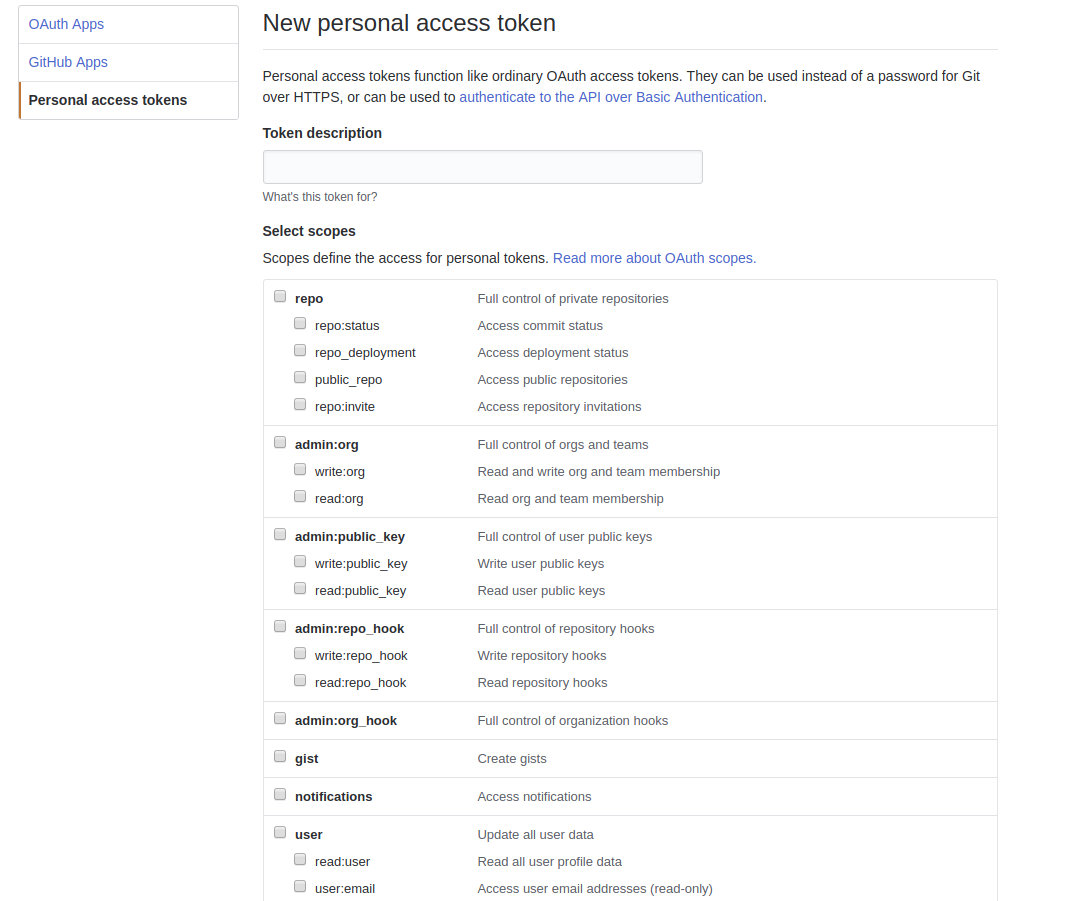 OAuth Apps
GitHub Apps
Personal access tokens
New personal access token
Personal access tokens function like ordinary OAuth access tokens. They can be used instead of a password for Git
over HTTPS, or can be used to authenticate to the API over Basic Authentication.
Token description
What's this token for?
Select scopes
Scopes define the access for personal tokens. Read more about OAuth scopes.
repo Full control of private repositories
repo:status Access commit status
repo_deployment Access deployment status
public_repo Access public repositories
repo:invite Access repository invitations
admin:org Full control of orgs and teams
write:org Read and write org and team membership
read:org Read org and team membership
admin:public_key Full control of user public keys
write:public_key Write user public keys
read:public_key Read user public keys
admin:repo_hook Full control of repository hooks
write:repo_hook Write repository hooks
read:repo_hook Read repository hooks
admin:org_hook Full control of organization hooks
gist Create gists
notifications Access notifications
user Update all user data
read:user Read all user profile data
user:email Access user email addresses (read-only)